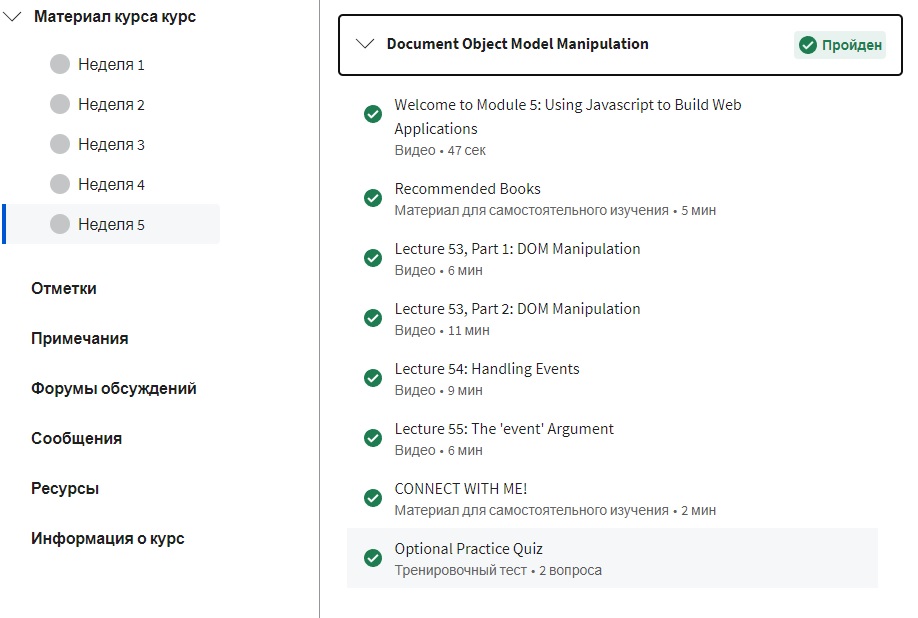 Материал курса курс
Неделя 1
Неделя 2
Неделя 3
Неделя 4
Неделя 5
Отметки
Примечания
Форумы обсуждений
Сообщения
Ресурсы
Информация о курс
Document Object Model Manipulation
Пройден
Welcome to Module 5: Using Javascript to Build Web
Applications
Видео • 47 сек
Recommended Books
Материал для самостоятельного изучения • 5 мин
Lecture 53, Part 1: DOM Manipulation
Видео • 6 мин
Lecture 53, Part 2: DOM Manipulation
Видео • 11 мин
Lecture 54: Handling Events
Видео • 9 мин
Lecture 55: The 'event' Argument
Видео • 6 мин
CONNECT WITH ME!
Материал для самостоятельного изучения • 2 мин
Optional Practice Quiz
Тренировочный тест • 2 вопроса